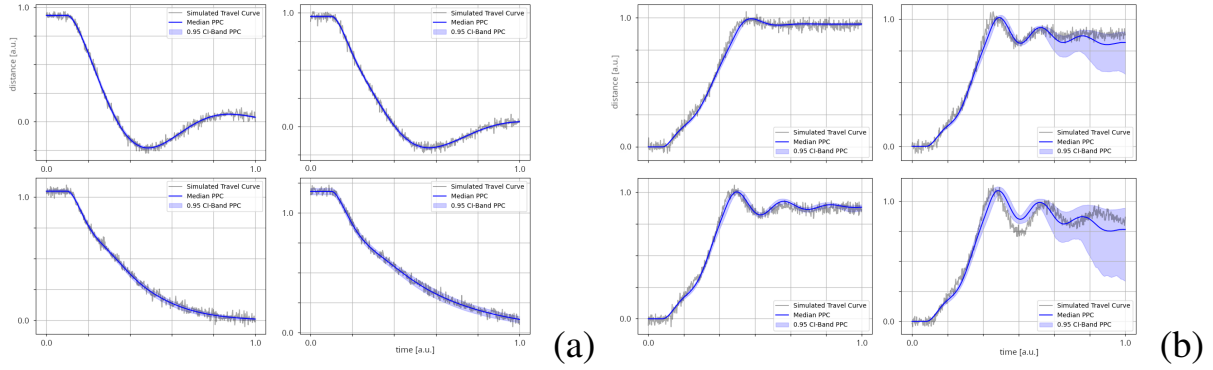 1.0
distance [a.u.]
0.0
0.0
1.0
Simulated Travel Curve
Median PPC
0.95 CI-Band PPC
1.0
0.0
0.0
1.0
Simulated Travel Curve
Median PPC
0.95 CI-Band PPC
1.0
0.0
0.0
1.0
Simulated Travel Curve
Median PPC
0.95 CI-Band PPC
1.0
0.0
0.0
1.0
time [a.u.]
Simulated Travel Curve
Median PPC
0.95 CI-Band PPC
(a)
1.0
distance [a.u.]
0.0
0.0
1.0
Simulated Travel Curve
Median PPC
0.95 CI-Band PPC
1.0
0.0
0.0
1.0
Simulated Travel Curve
Median PPC
0.95 CI-Band PPC
1.0
0.0
0.0
1.0
Simulated Travel Curve
Median PPC
0.95 CI-Band PPC
1.0
0.0
0.0
1.0
time [a.u.]
Simulated Travel Curve
Median PPC
0.95 CI-Band PPC
(b)